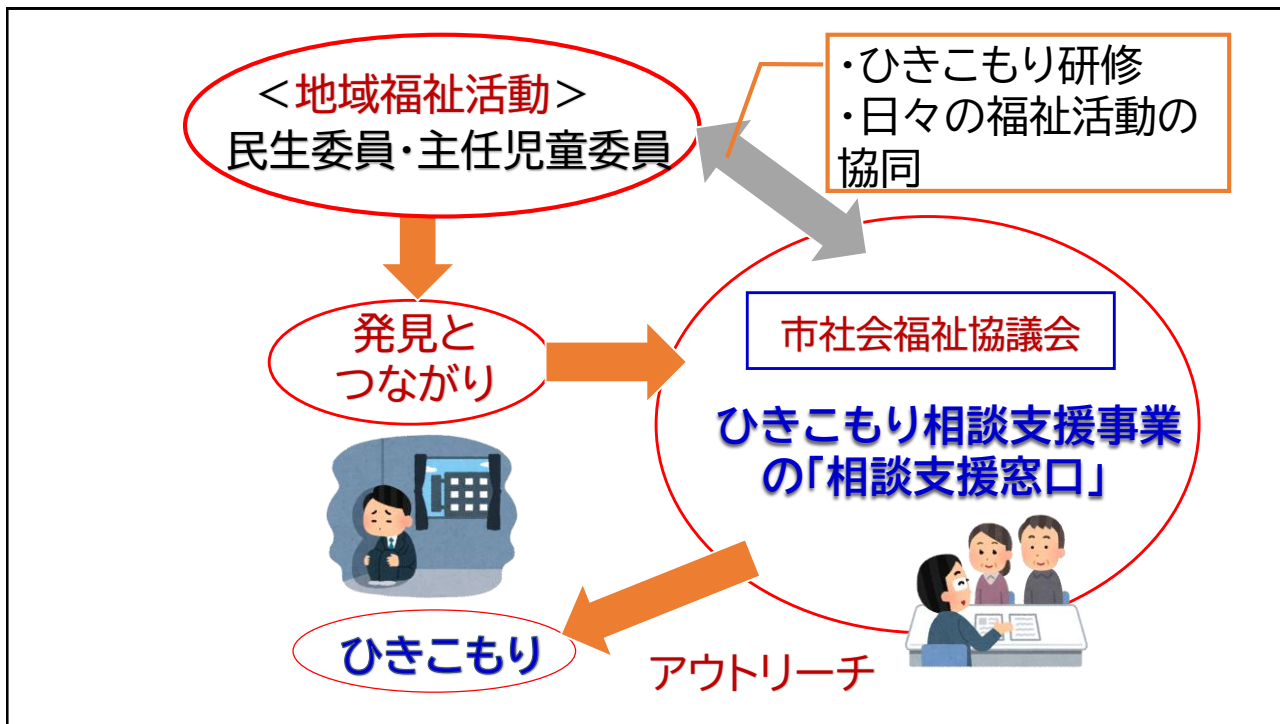 ＜地域福祉活動＞
民生委員・主任児童委員
・ひきこもり研修
・日々の福祉活動の
協同
発見と
つながり
市社会福祉協議会
ひきこもり相談支援事業
の「相談支援窓口」
ひきこもり
アウトリーチ